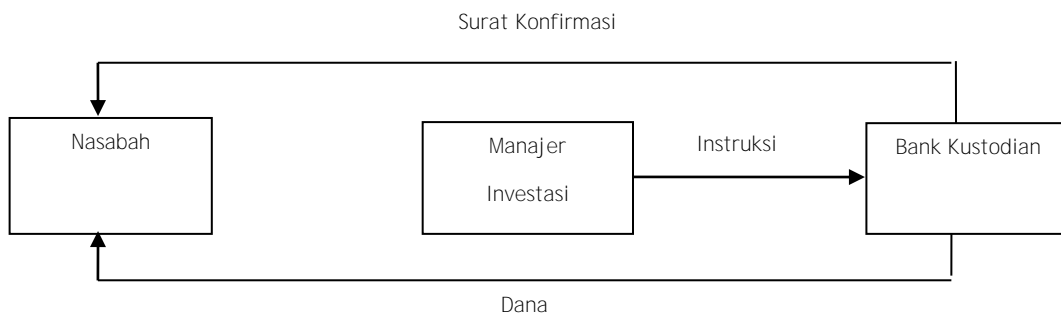 Surat Konfirmasi
Nasabah
Manajer
Investasi
Instruksi
Bank Kustodian
Dana